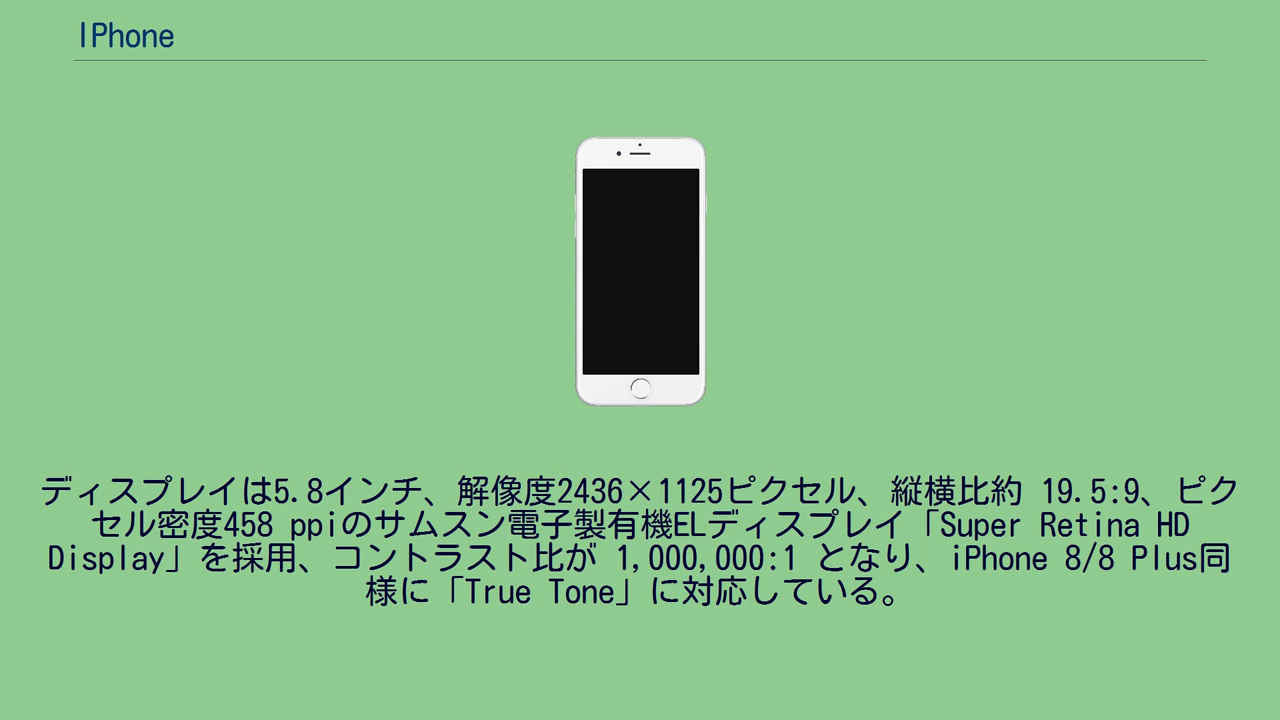 IPhone
ディスプレイは5.8インチ、解像度2436×1125ピクセル、縦横比約 19.5:9、ピク
セル密度458 ppiのサムスン電子製有機ELディスプレイ「Super Retina HD
Display」を採用、コントラスト比が 1,000,000:1 となり、iPhone 8/8 Plus同
様に「True Tone」に対応している。